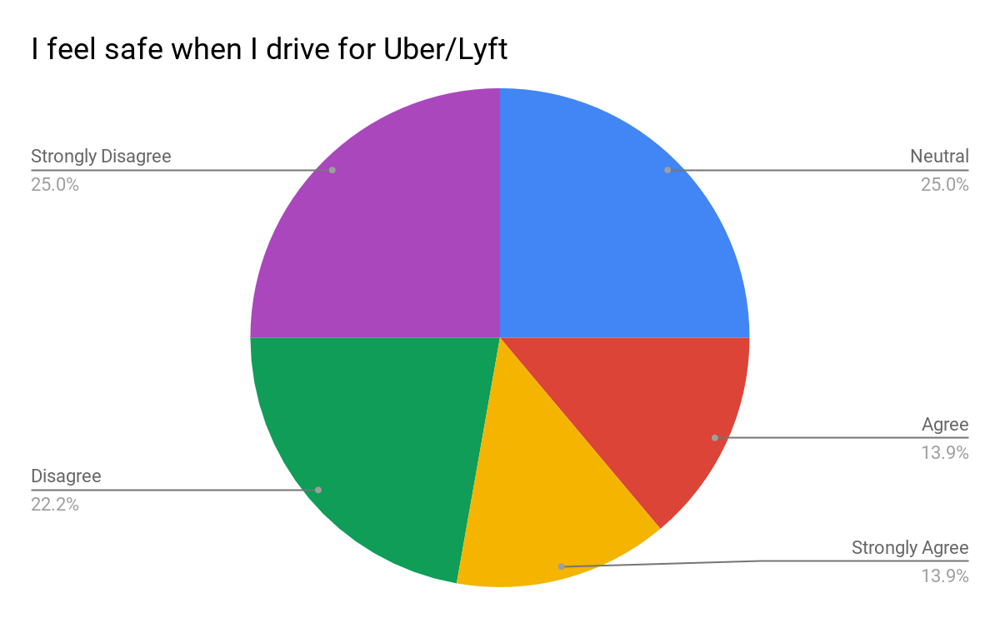 I feel safe when I drive for Uber/Lyft
Strongly Disagree
25.0%
Neutral
25.0%
Agree
13.9%
Disagree
22.2%
Strongly Agree
13.9%